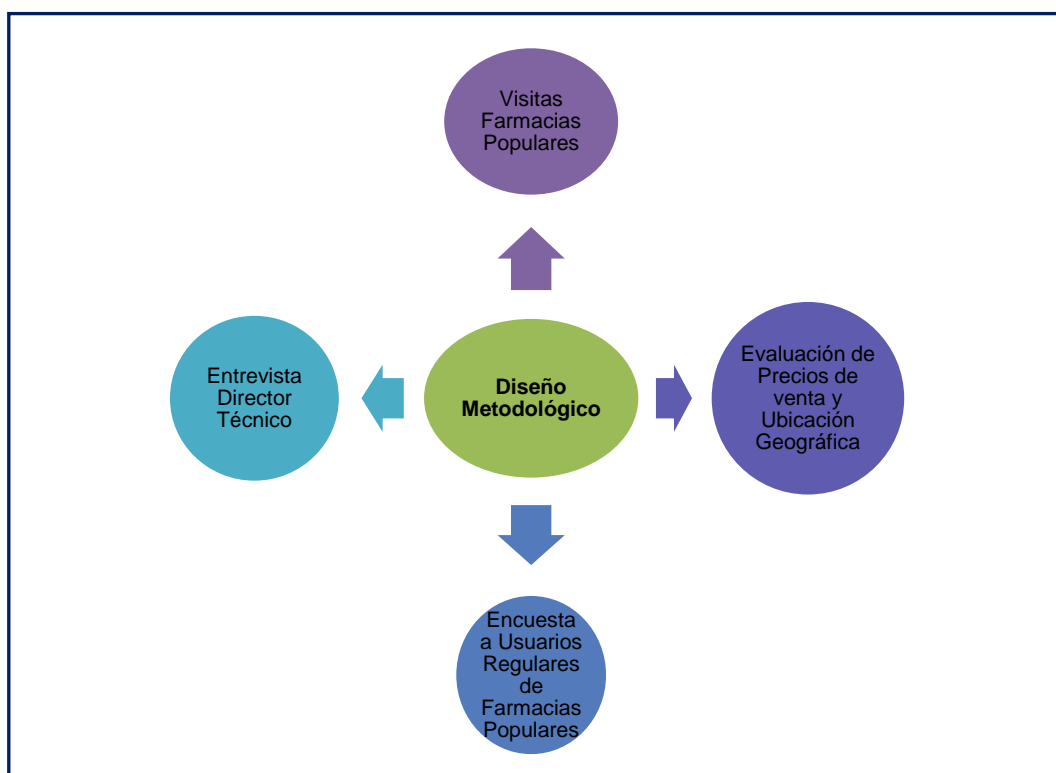 Visitas
Farmacias
Populares
Entrevista
Director
Técnico
Diseño
Metodológico
Evaluación de
Precios de
venta y
Ubicación
Geográfica
Encuesta
a Usuarios
Regulares
de
Farmacias
Populares